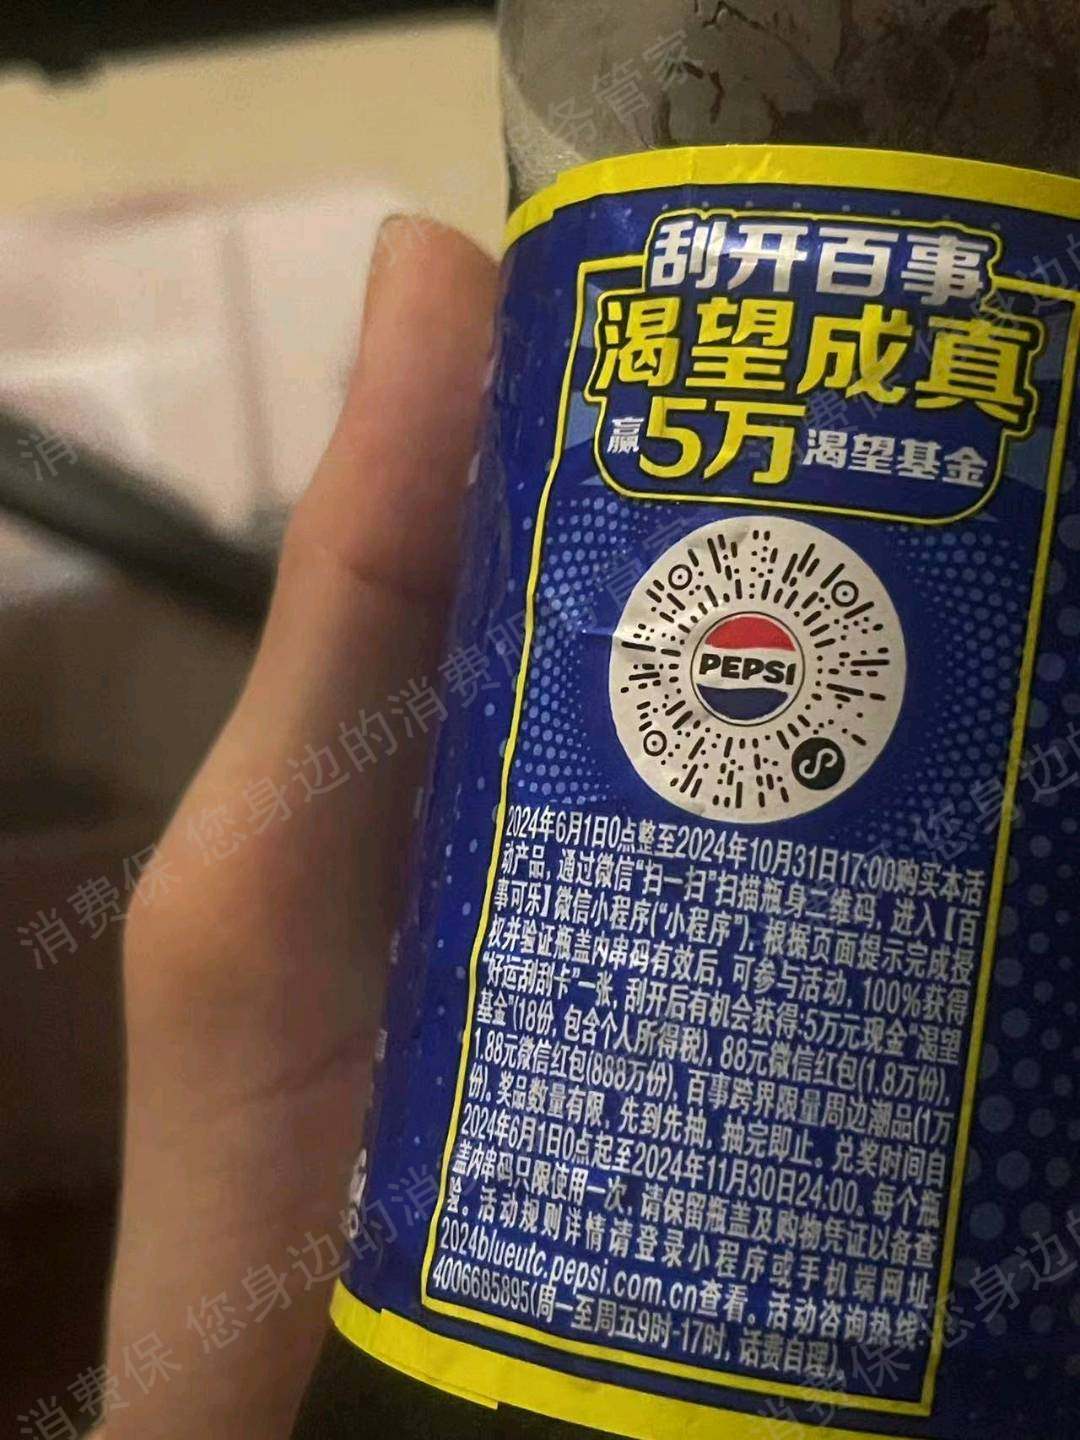 刮开百事
渴望成真
赢5万渴望基金
PEPSI
2024年6月1日0点整至2024年10月31日17:00购买本活
动产品，通过微信“扫一扫”扫描瓶身二维码，进入【百
事可乐】微信小程序(“小程序”)，根据页面提示完成授
权并验证瓶盖内串码有效后，可参与活动，100%获得
“好运刮刮卡”一张，刮开后有机会获得:5万元现金“渴望
基金”(18份，包含个人所得税)，88元微信红包(1.8万份)，
1.88元微信红包(888万份)，百事跨界限量周边潮品(1万
份)。奖品数量有限，先到先抽，抽完即止。兑奖时间自
2024年6月1日0点起至2024年11月30日24:00。每个瓶
盖内串码只限使用一次，请保留瓶盖及购物凭证以备查
验。活动规则详情请登录小程序或手机端网址:
2024blueutc.pepsi.com.cn查看。活动咨询热线:
4006685895(周一至周五9时-17时，话费自理)。
消费保 您身边的消费服务管家
消费保 您身边的消费服务管家